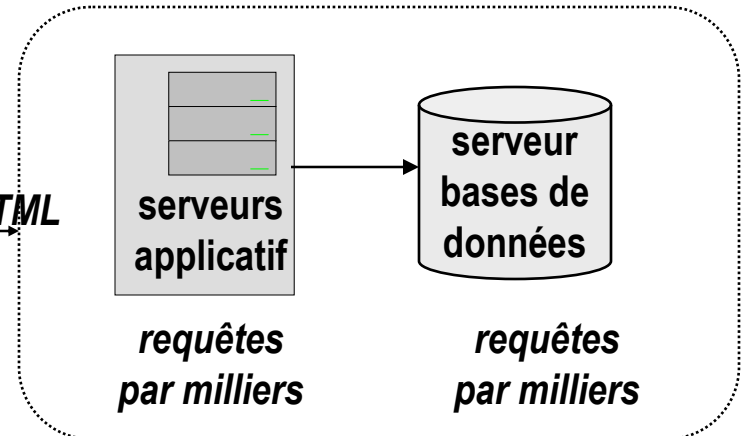 TML
serveurs
applicatif
serveur
bases de
données
requêtes
par milliers
requêtes
par milliers